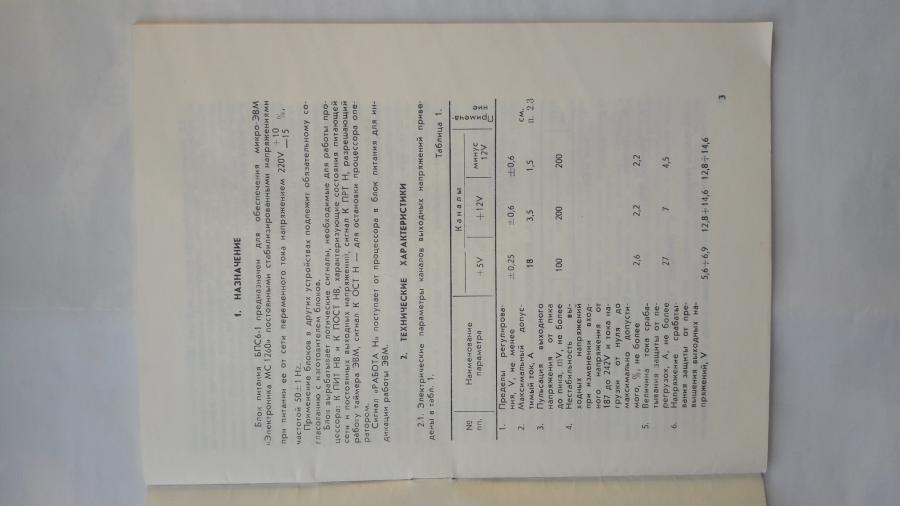 1. НАЗНАЧЕНИЕ
Блок питания БПС6-1 предназначен для обеспечения микро-ЭВМ
«Электроника МС 1260» постоянными стабилизированными напряжениями
при питании ее от сети переменного тока напряжением 220V +10 −15 %,
частотой 50±1 Hz.
Применение блоков в других устройствах подлежит обязательному со-
гласованию с изготовителем блоков.
Блок вырабатывает логические сигналы, необходимые для работы про-
цессора: К ПИТ НВ и К ПОСТ НВ, характеризующие состояния питающей
сети и постоянных выходных напряжений, сигнал К ПРТ Н, разрешающий
работу таймера ЭВМ, сигнал К ОСТ Н — для остановки процессора опе-
ратором.
Сигнал «РАБОТА Н» поступает от процессора в блок питания для ин-
дикации работы ЭВМ.
2. ТЕХНИЧЕСКИЕ ХАРАКТЕРИСТИКИ
2.1. Электрические параметры каналов выходных напряжений приве-
дены в табл. 1.
Таблица 1.
№ пп. Наименование параметра Каналы +5V +12V минус 12V Примеча-ние
1. Пределы регулирова-
ния, V, не менее ±0,25 ±0,6 ±0,6
2. Максимальный допус-
тимый ток, А 18 3,5 1,5 см. п. 2.3
3. Пульсация выходного
напряжения от пика
до пика, mV, не более 100 200 200
4. Нестабильность вы-
ходных напряжений
при изменении вход-
ного напряжения от
187 до 242V и тока на-
грузки от нуля до
максимально допусти-
мого, %, не более 2,6 2,2 2,2
5. Величина тока сраба-
тывания защиты от пе-
регрузок, А, не более 27 7 4,5
6. Напряжение срабаты-
вания защиты от пре-
вышения выходных на-
пряжений, V 5,6÷6,9 12,8÷14,6 12,8÷14,6
3